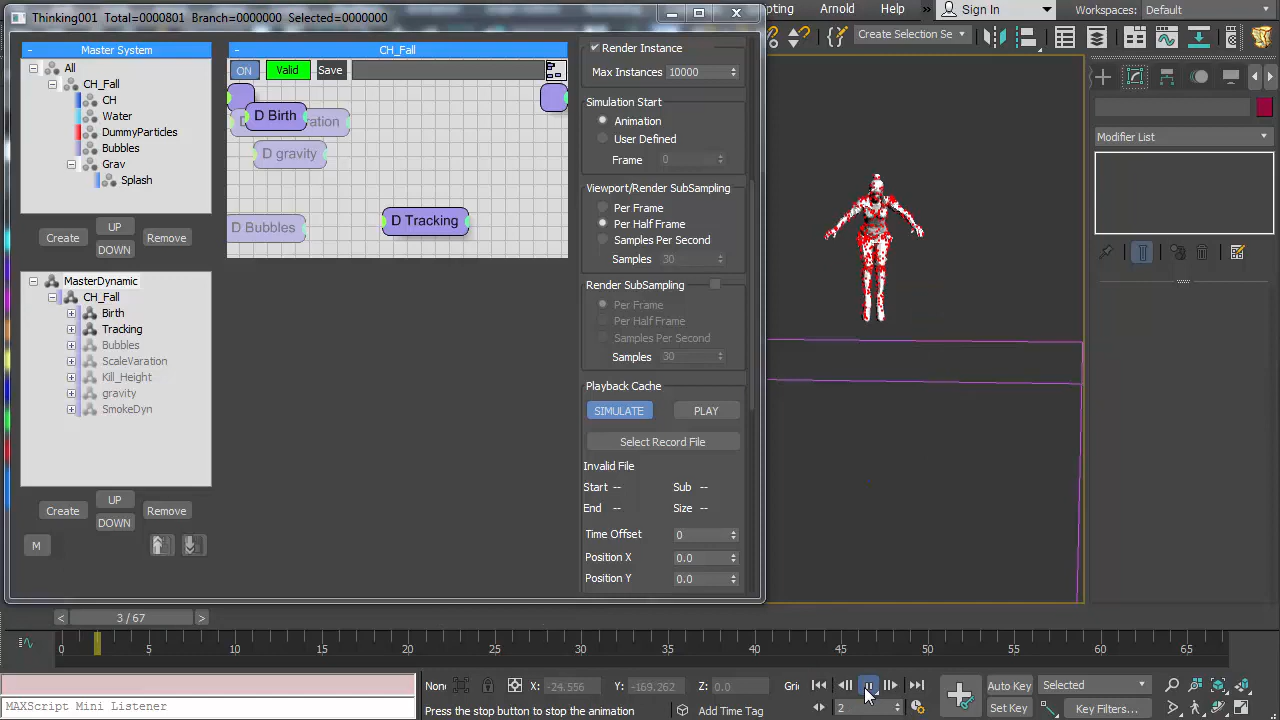 Thinking001 Total=0000801 Branch=0000000 Selected=0000000
pting Arnold Help » Sign In Workspaces: Default
Create Selection Se
Master System
All
CH_Fall
CH
Water
DummyParticles
Bubbles
Grav
Splash
Create UP Remove
DOWN
MasterDynamic
CH_Fall
Birth
Tracking
Bubbles
ScaleVaration
Kill_Height
gravity
SmokeDyn
Create UP Remove
DOWN
M
CH_Fall
ON Valid Save
D Birth
D ration
D gravity
D Tracking
D Bubbles
Render Instance
Max Instances 10000
Simulation Start
Animation
User Defined
Frame 0
Viewport/Render SubSampling
Per Frame
Per Half Frame
Samples Per Second
Samples 30
Render SubSampling
Per Frame
Per Half Frame
Samples Per Second
Samples 30
Playback Cache
SIMULATE PLAY
Select Record File
Invalid File
Start -- Sub --
End -- Size --
Time Offset 0
Position X 0.0
Position Y 0.0
Modifier List
< 3 / 67 >
0 5 10 15 20 25 30 35 40 45 50 55 60 65
None X: -24.556 Y: -169.262 Z: 0.0 Gri
Auto Key Selected
MAXScript Mini Listener
Press the stop button to stop the animation
Add Time Tag
2
Set Key Key Filters...